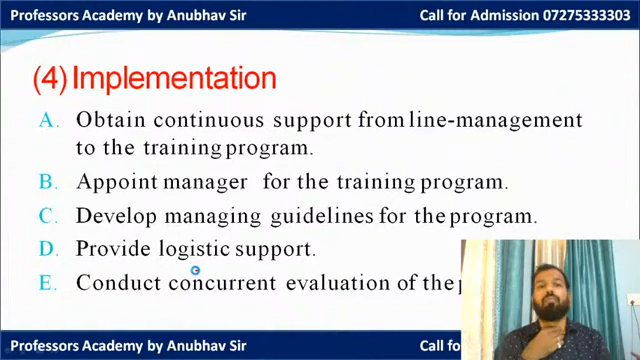 Professors Academy by Anubhav Sir Call for Admission 07275333303
(4) Implementation
A. Obtain continuous support from line-management
to the training program.
B. Appoint manager for the training program.
C. Develop managing guidelines for the program.
D. Provide logistic support.
E. Conduct concurrent evaluation of the
Professors Academy by Anubhav Sir Call fo